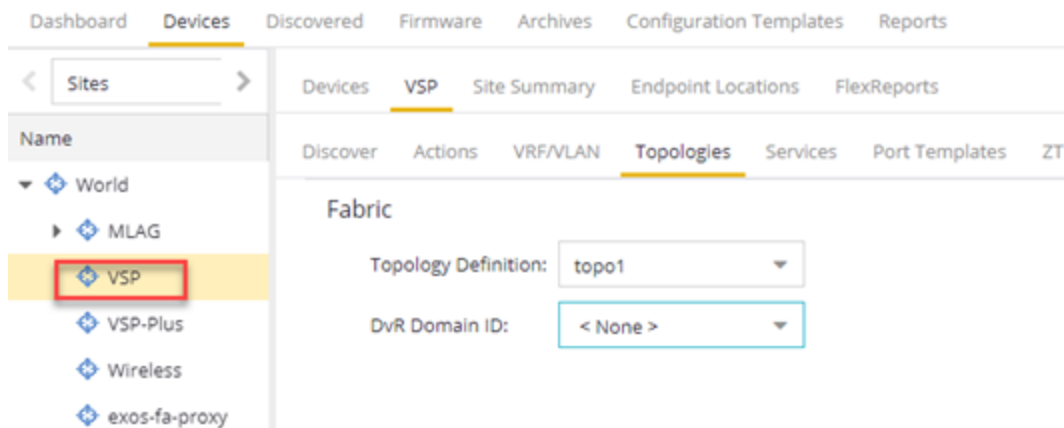 Dashboard Devices Discovered Firmware Archives Configuration Templates Reports
Sites
Devices VSP Site Summary Endpoint Locations FlexReports
Name
Discover Actions VRF/VLAN Topologies Services Port Templates ZT
World
MLAG
VSP
VSP-Plus
Wireless
exos-fa-proxy
Fabric
Topology Definition: topo1
DvR Domain ID: < None >